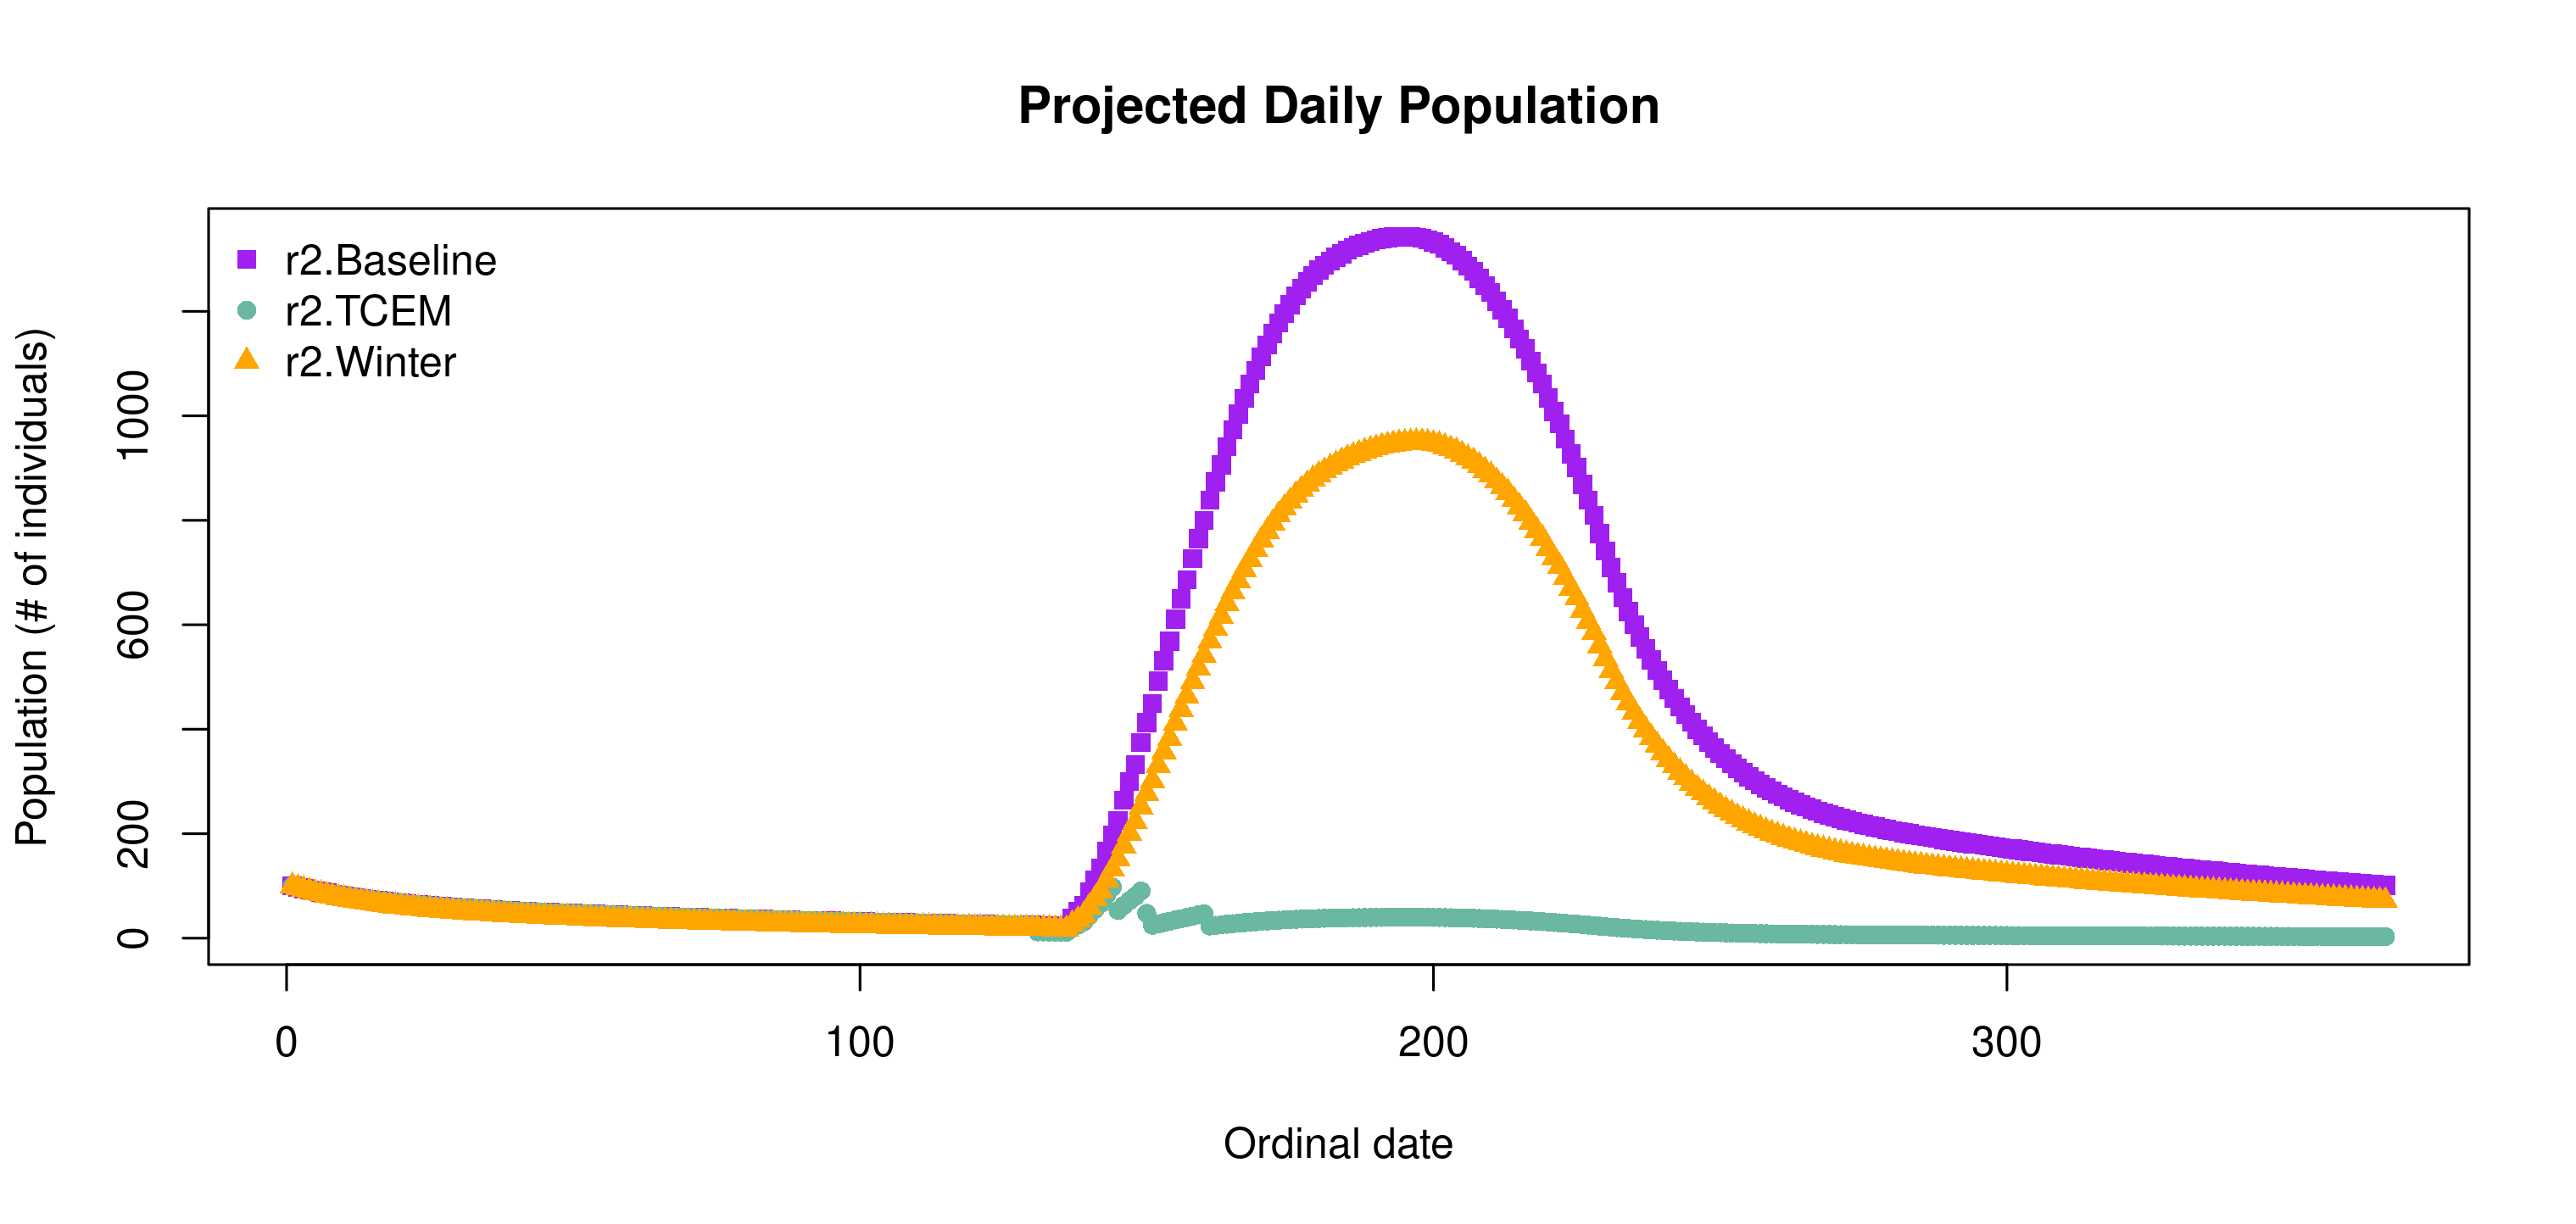 Projected Daily Population
r2.Baseline
r2.TCEM
r2.Winter
Population (# of individuals)
1000
600
200
0
0 100 200 300
Ordinal date